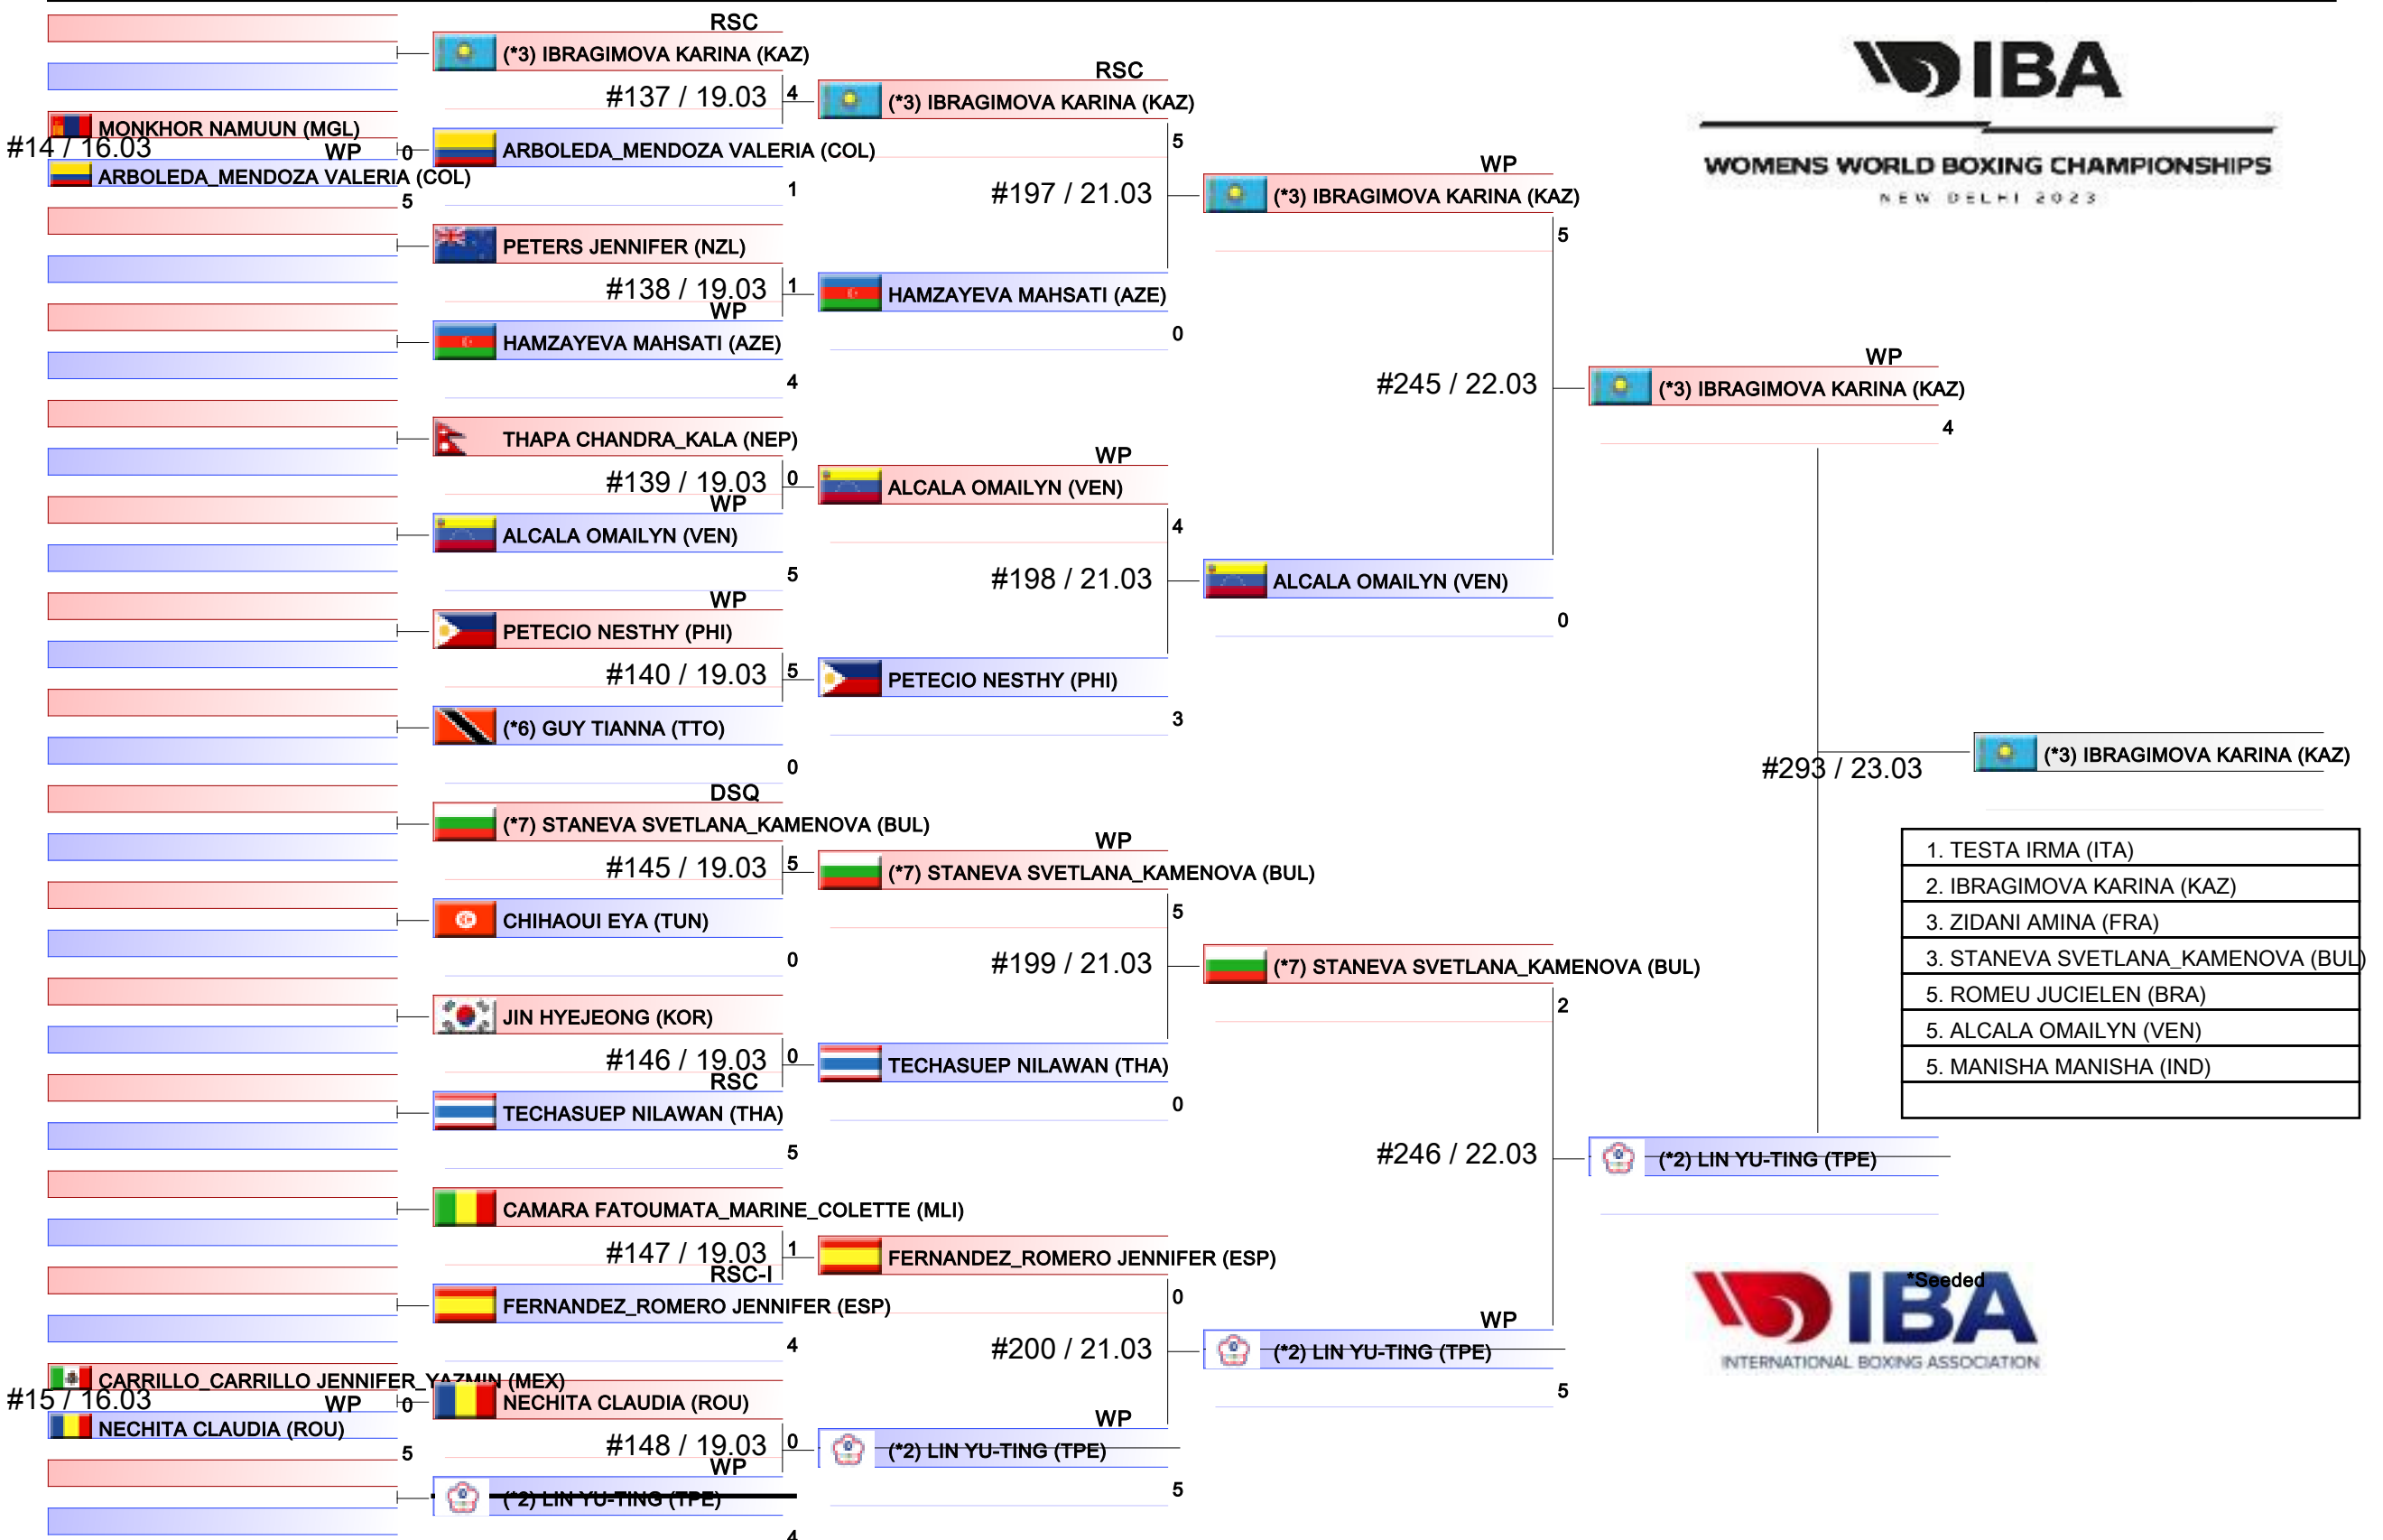 RSC
(*3) IBRAGIMOVA KARINA (KAZ)
#137 / 19.03
4
RSC
(*3) IBRAGIMOVA KARINA (KAZ)
IBA
WOMENS WORLD BOXING CHAMPIONSHIPS
NEW DELHI 2023
MONKHOR NAMUUN (MGL)
#14 / 16.03
WP
0
ARBOLEDA_MENDOZA VALERIA (COL)
5
ARBOLEDA_MENDOZA VALERIA (COL)
1
5
#197 / 21.03
WP
(*3) IBRAGIMOVA KARINA (KAZ)
5
PETERS JENNIFER (NZL)
#138 / 19.03
1
WP
HAMZAYEVA MAHSATI (AZE)
4
HAMZAYEVA MAHSATI (AZE)
0
#245 / 22.03
WP
(*3) IBRAGIMOVA KARINA (KAZ)
4
THAPA CHANDRA_KALA (NEP)
#139 / 19.03
0
WP
ALCALA OMAILYN (VEN)
5
WP
ALCALA OMAILYN (VEN)
4
#198 / 21.03
ALCALA OMAILYN (VEN)
0
WP
PETECIO NESTHY (PHI)
#140 / 19.03
5
(*6) GUY TIANNA (TTO)
0
PETECIO NESTHY (PHI)
3
#293 / 23.03
(*3) IBRAGIMOVA KARINA (KAZ)
DSQ
(*7) STANEVA SVETLANA_KAMENOVA (BUL)
#145 / 19.03
5
CHIHAOUI EYA (TUN)
0
WP
(*7) STANEVA SVETLANA_KAMENOVA (BUL)
5
#199 / 21.03
(*7) STANEVA SVETLANA_KAMENOVA (BUL)
2
1. TESTA IRMA (ITA)
2. IBRAGIMOVA KARINA (KAZ)
3. ZIDANI AMINA (FRA)
3. STANEVA SVETLANA_KAMENOVA (BUL)
5. ROMEU JUCIELEN (BRA)
5. ALCALA OMAILYN (VEN)
5. MANISHA MANISHA (IND)
JIN HYEJEONG (KOR)
#146 / 19.03
0
RSC
TECHASUEP NILAWAN (THA)
5
TECHASUEP NILAWAN (THA)
0
#246 / 22.03
(*2) LIN YU-TING (TPE)
CAMARA FATOUMATA_MARINE_COLETTE (MLI)
#147 / 19.03
1
RSC-I
FERNANDEZ_ROMERO JENNIFER (ESP)
4
FERNANDEZ_ROMERO JENNIFER (ESP)
0
#200 / 21.03
WP
(*2) LIN YU-TING (TPE)
5
*Seeded
IBA
INTERNATIONAL BOXING ASSOCIATION
CARRILLO_CARRILLO JENNIFER_YAZMIN (MEX)
#15 / 16.03
WP
0
NECHITA CLAUDIA (ROU)
5
NECHITA CLAUDIA (ROU)
#148 / 19.03
0
WP
(*2) LIN YU-TING (TPE)
4
WP
(*2) LIN YU-TING (TPE)
5